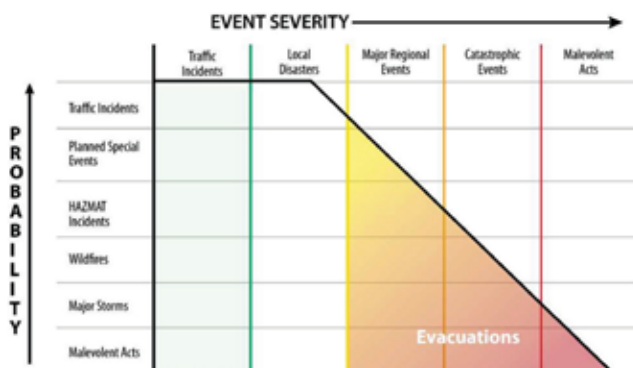 EVENT SEVERITY
Traffic
Incidents
Local
Disasters
Major Regional
Events
Catastrophic
Events
Malevolent
Acts
PROBABILITY
Traffic Incidents
Planned Special
Events
HAZMAT
Incidents
Wildfires
Major Storms
Malevolent Acts
Evacuations